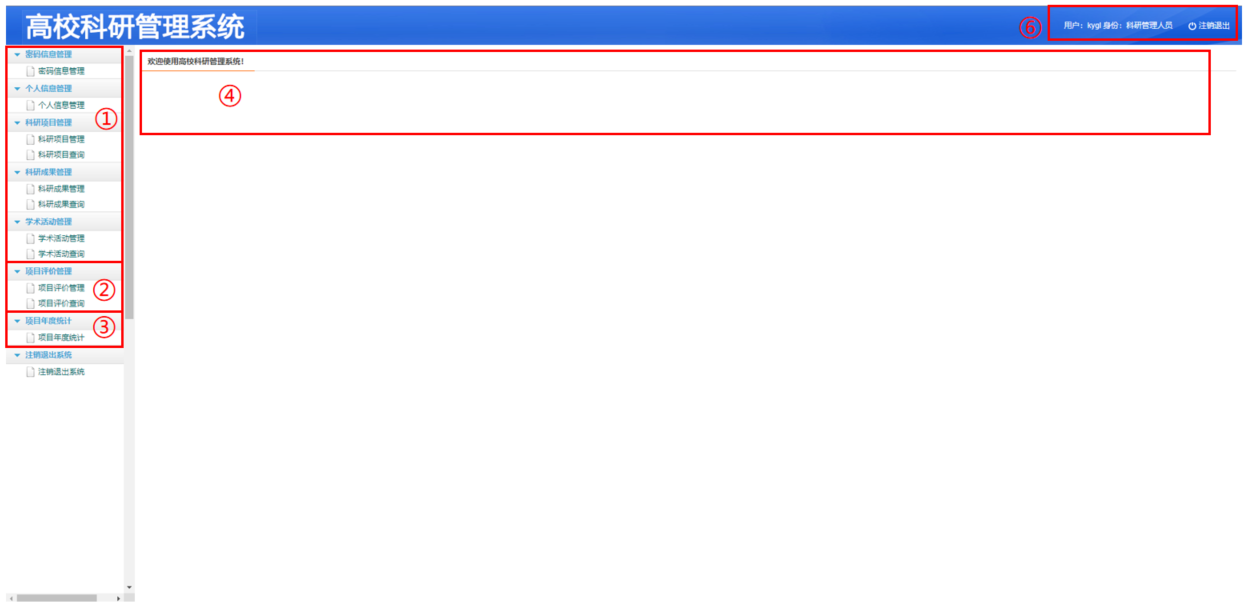 高校科研管理系统
⑥
用户：kygl 身份：科研管理人员 注销退出
密码信息管理
密码信息管理
个人信息管理
个人信息管理
①
科研项目管理
科研项目管理
科研项目查询
科研成果管理
科研成果管理
科研成果查询
学术活动管理
学术活动管理
学术活动查询
项目评价管理
项目评价管理
②
项目评价查询
项目年度统计
③
项目年度统计
注销退出系统
注销退出系统
欢迎使用高校科研管理系统!
④